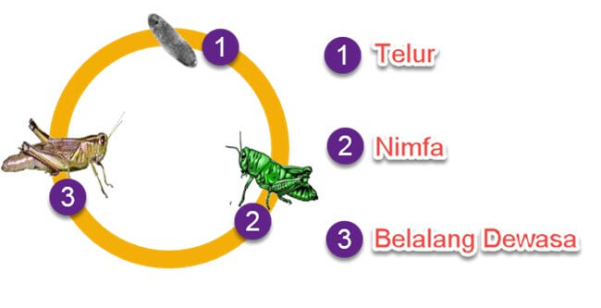 1
1 Telur
2 Nimfa
3
2
3 Belalang Dewasa